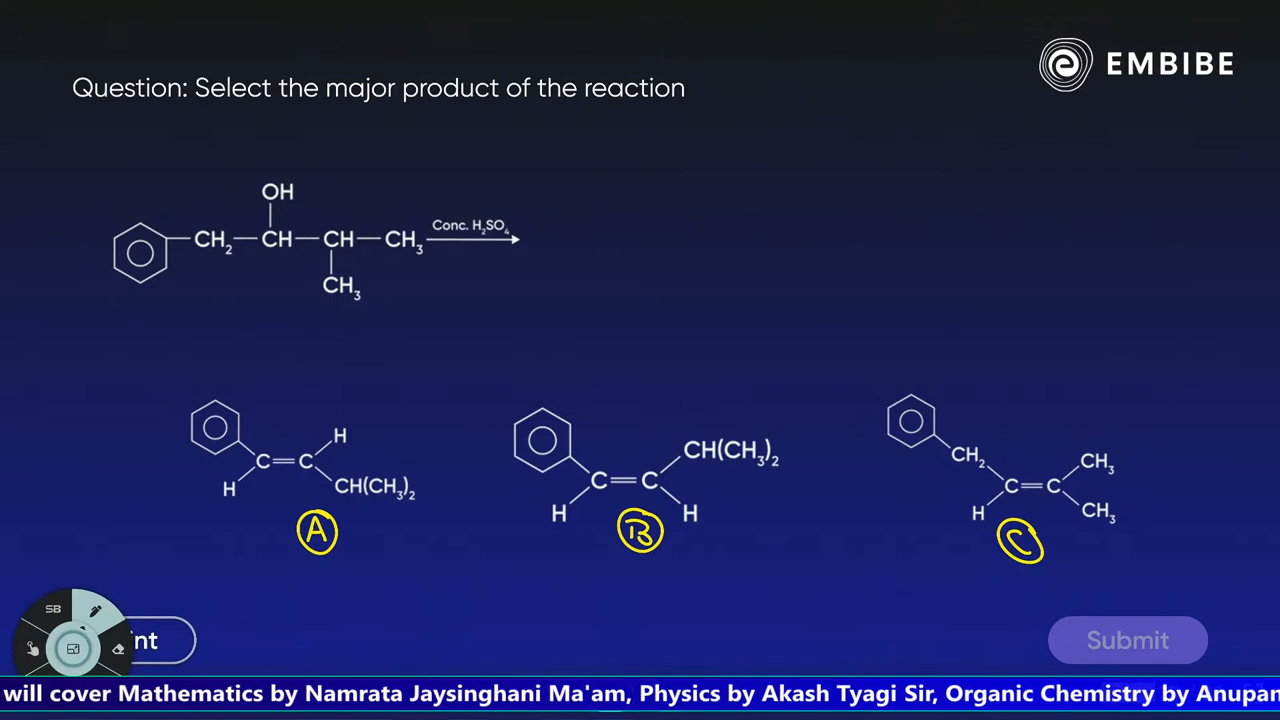 EMBIBE
Question: Select the major product of the reaction
OH
CH₂—CH—CH—CH₃
Conc. H₂SO₄
CH₃
H
C=C
H
CH(CH₃)₂
CH(CH₃)₂
C=C
H
H
CH₂
CH₃
C=C
H
CH₃
A
B
C
SB
int
Submit
will cover Mathematics by Namrata Jaysinghani Ma'am, Physics by Akash Tyagi Sir, Organic Chemistry by Anupan